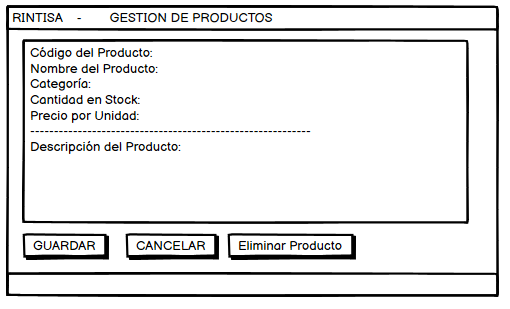 RINTISA - GESTION DE PRODUCTOS
Código del Producto:
Nombre del Producto:
Categoría:
Cantidad en Stock:
Precio por Unidad:
--------------------------------------------------------
Descripción del Producto:
GUARDAR CANCELAR Eliminar Producto